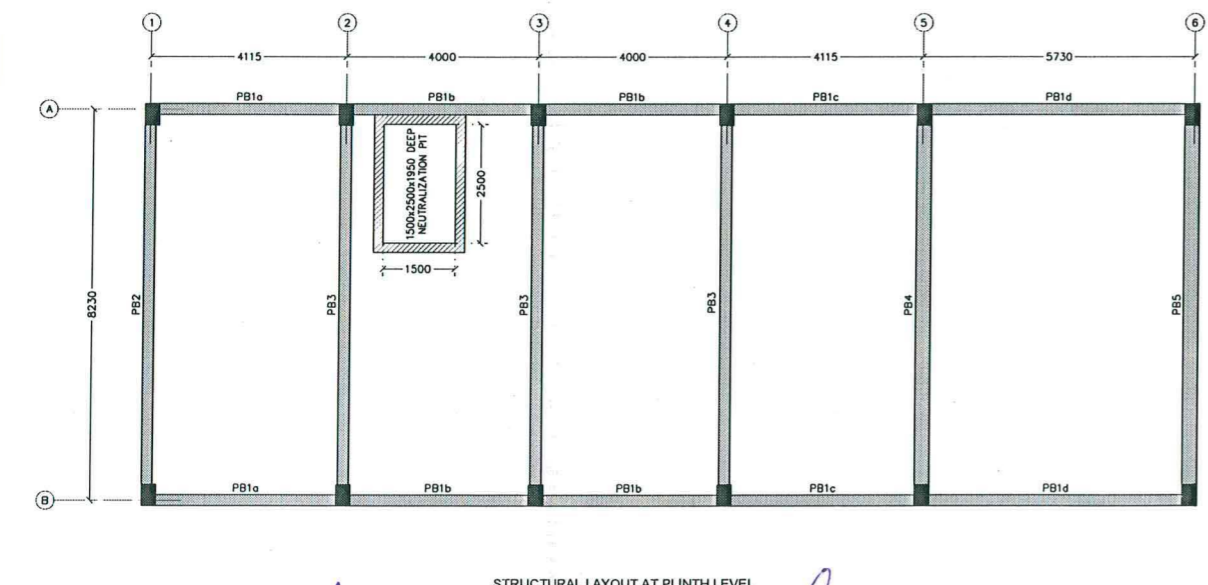 1 2 3 4 5 6
4115 4000 4000 4115 5730
A
PB1a PB1b PB1b PB1c PB1d
1500x2500x1950 DEEP
NEUTRALIZATION PIT
2500
1500
8230
PB2 PB3 PB3 PB3 PB4 PB5
B
PB1a PB1b PB1b PB1c PB1d
STRUCTURAL LAYOUT AT PLINTH LEVEL